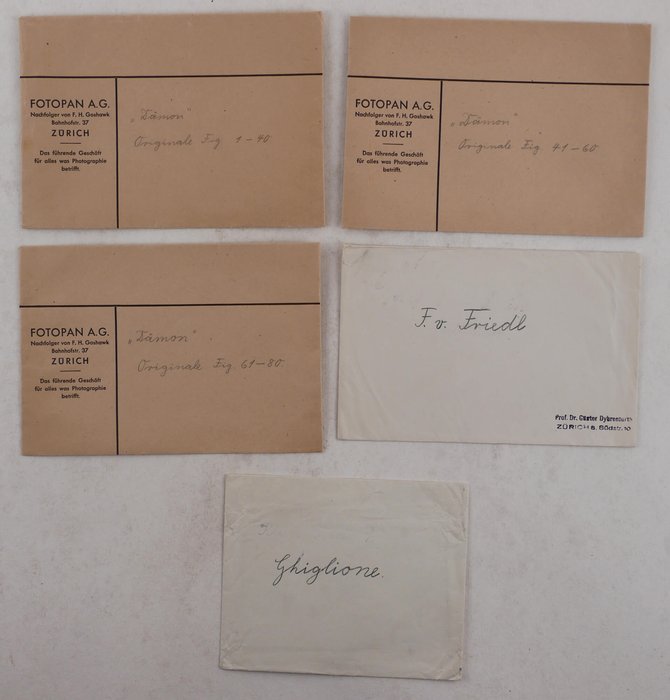 FOTOPAN A.G.
Nachfolger von F. H. Goshawk
Bahnhofstr. 37
ZÜRICH
Das führende Geschäft
für alles was Photographie
betrifft.
„Dämon"
Originale Fig. 1–40
FOTOPAN A.G.
Nachfolger von F. H. Goshawk
Bahnhofstr. 37
ZÜRICH
Das führende Geschäft
für alles was Photographie
betrifft.
„Dämon"
Originale Fig. 41–60.
FOTOPAN A.G.
Nachfolger von F. H. Goshawk
Bahnhofstr. 37
ZÜRICH
Das führende Geschäft
für alles was Photographie
betrifft.
„Dämon"
Originale Fig. 61–80.
F. v. Friedl
Prof. Dr. Günter Dyhrenfurth
ZÜRICH 8, Südstr.
Ghiglione.